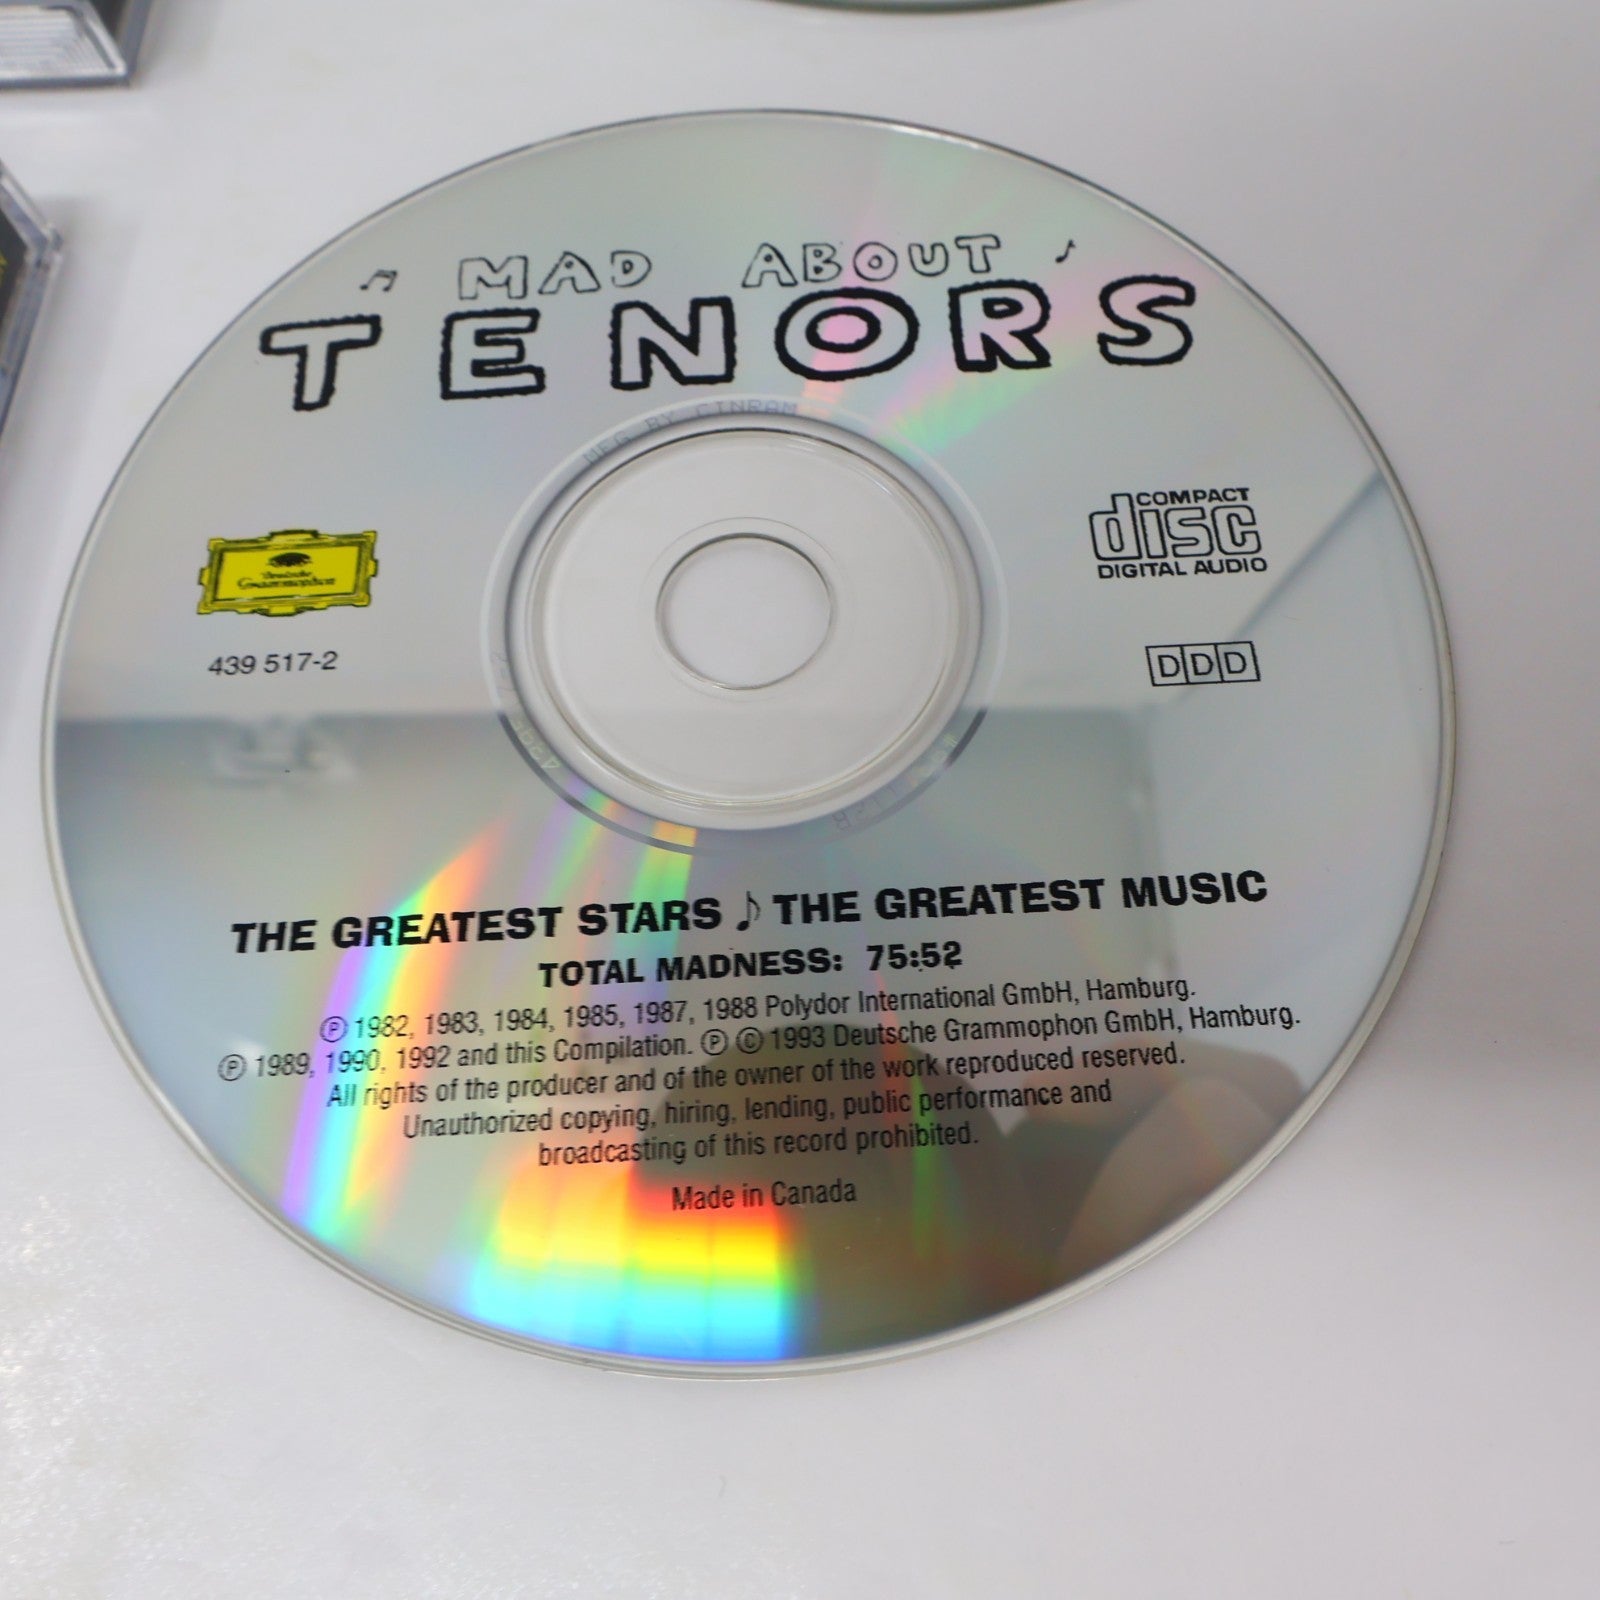 MAD ABOUT
TENORS
MFG BY CINRAM
COMPACT
disc
DIGITAL AUDIO
Deutsche
Grammophon
439 517-2
DDD
THE GREATEST STARS ♪ THE GREATEST MUSIC
TOTAL MADNESS: 75:52
℗ 1982, 1983, 1984, 1985, 1987, 1988 Polydor International GmbH, Hamburg.
℗ 1989, 1990, 1992 and this Compilation. ℗ © 1993 Deutsche Grammophon GmbH, Hamburg.
All rights of the producer and of the owner of the work reproduced reserved.
Unauthorized copying, hiring, lending, public performance and
broadcasting of this record prohibited.
Made in Canada